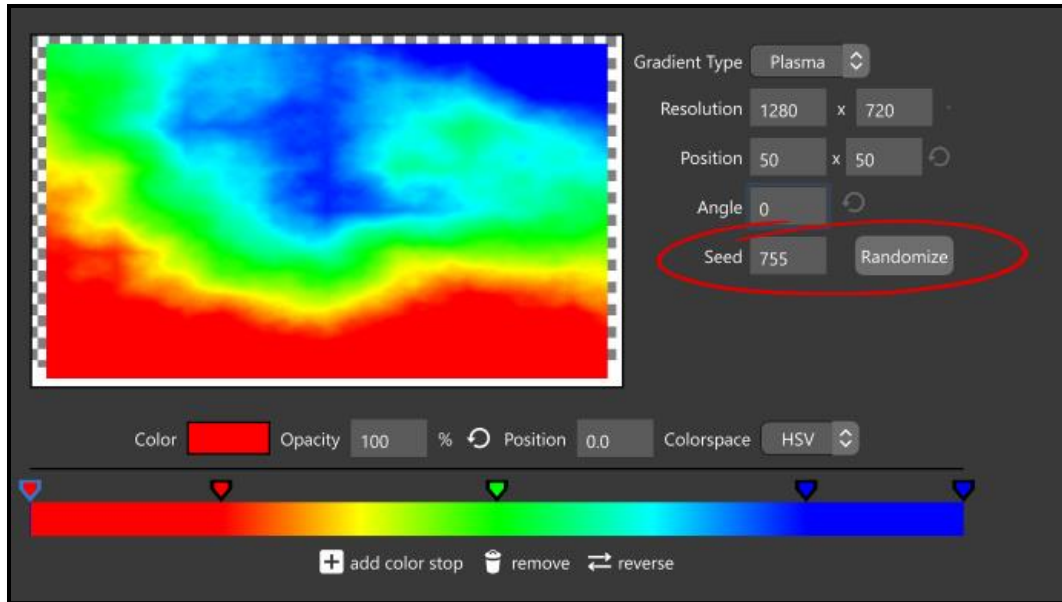 Gradient Type Plasma
Resolution 1280 x 720
Position 50 x 50
Angle 0
Seed 755 Randomize
Color Opacity 100 % Position 0.0 Colorspace HSV
add color stop remove reverse